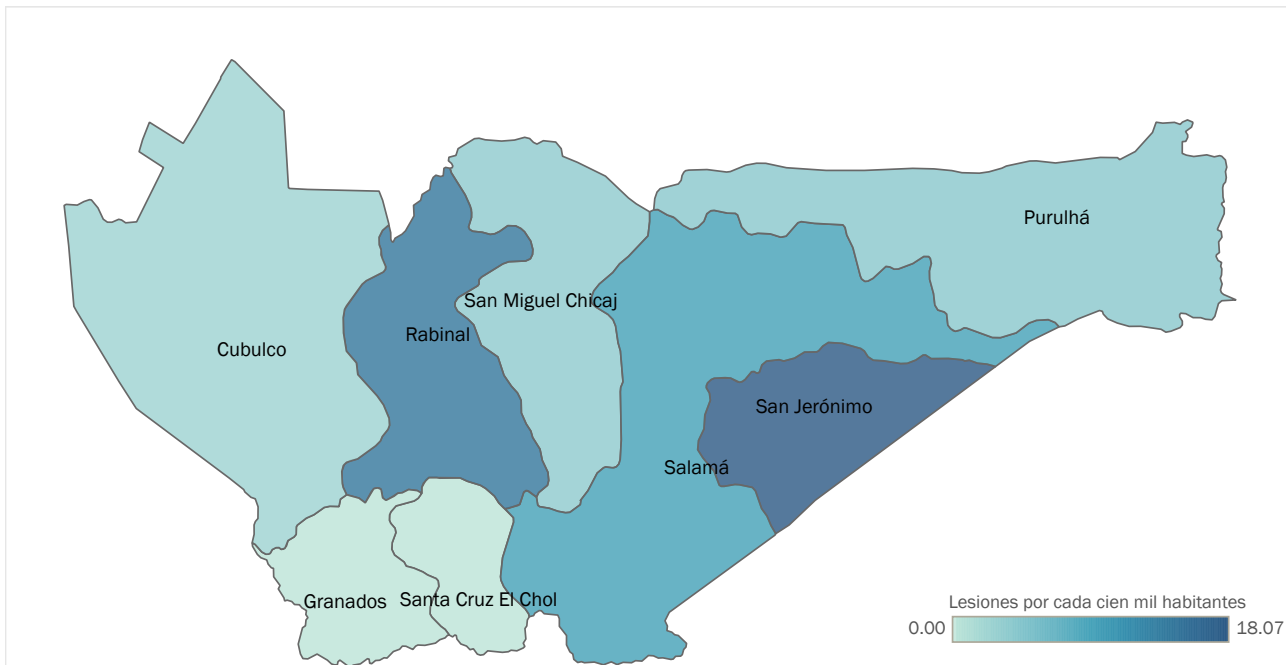 Purulhá
San Miguel Chicaj
Rabinal
Cubulco
San Jerónimo
Salamá
Granados
Santa Cruz El Chol
Lesiones por cada cien mil habitantes
0.00
18.07